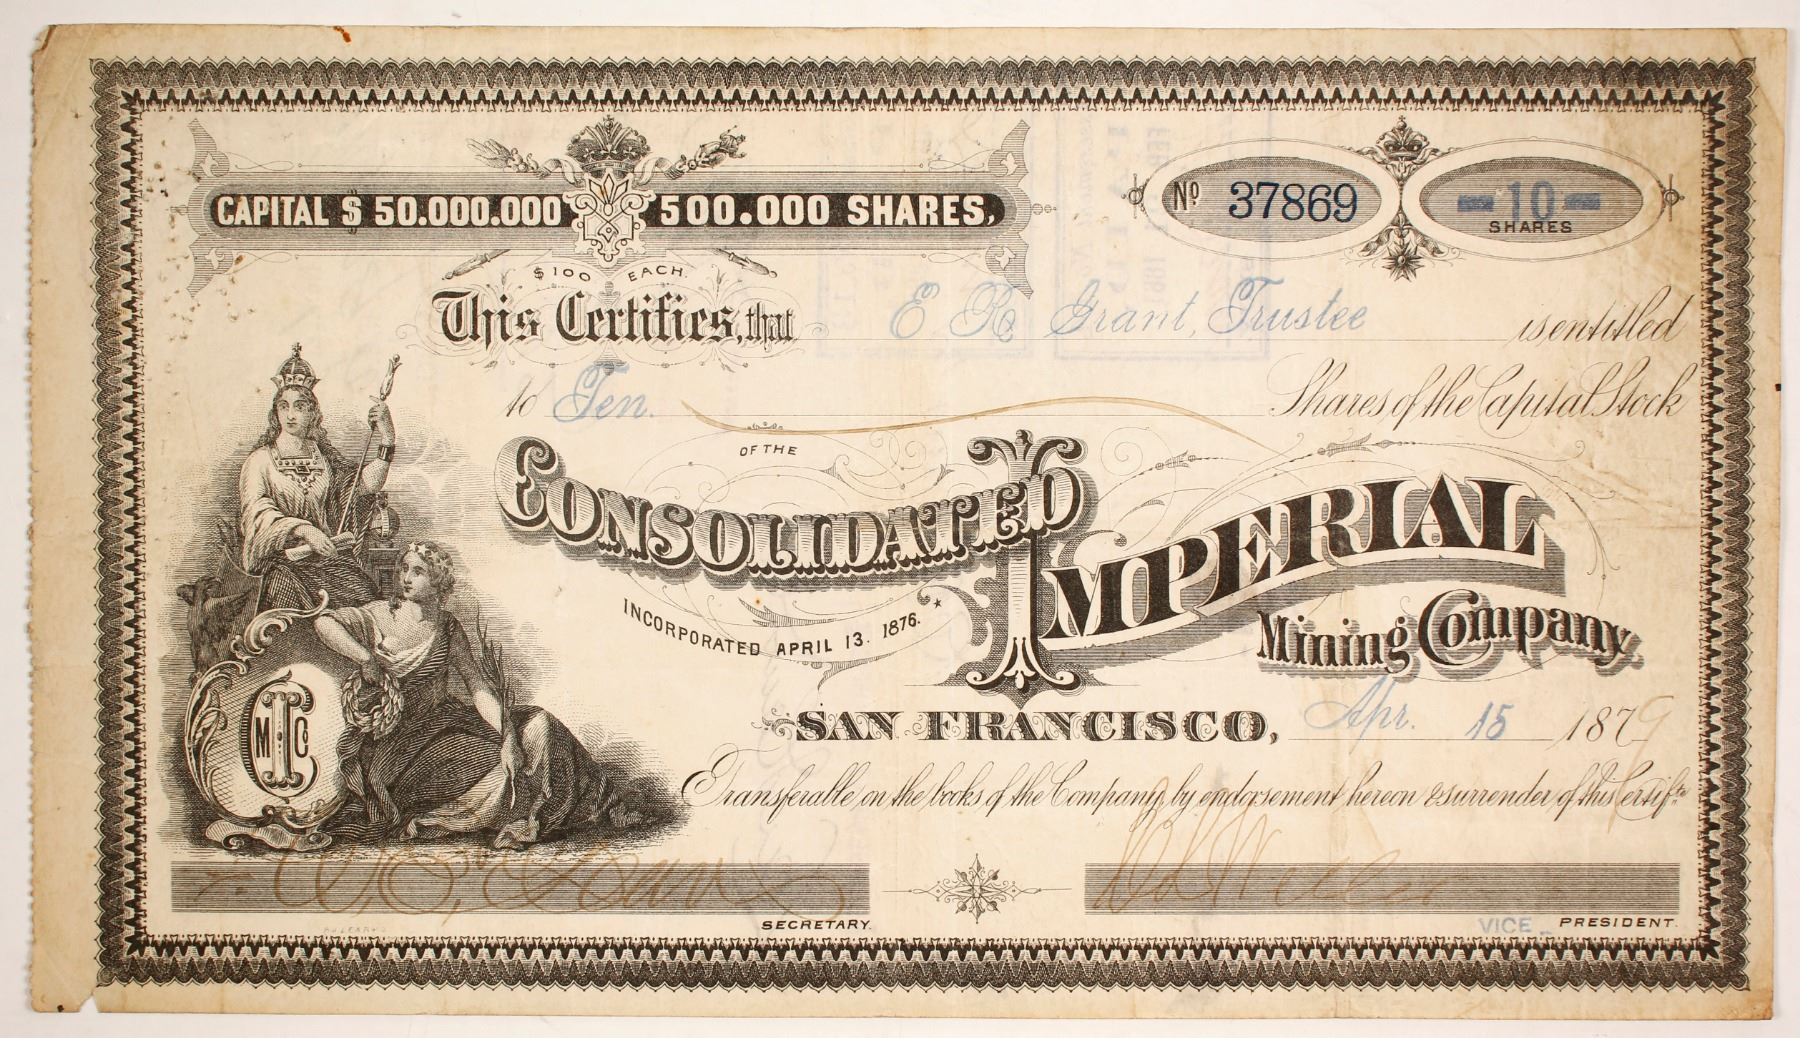 CAPITAL $ 50.000.000 500.000 SHARES,
$100 EACH.
Nº 37869
10
SHARES
This Certifies, that E R Grant, Trustee is entitled
to Ten. Shares of the Capital Stock
OF THE
CONSOLIDATED IMPERIAL
Mining Company.
INCORPORATED APRIL 13. 1876.
C I M Co
SAN FRANCISCO, Apr. 15 1879
Transferable on the books of the Company by endorsement hereon & surrender of this Certif.te
SECRETARY.
VICE PRESIDENT.